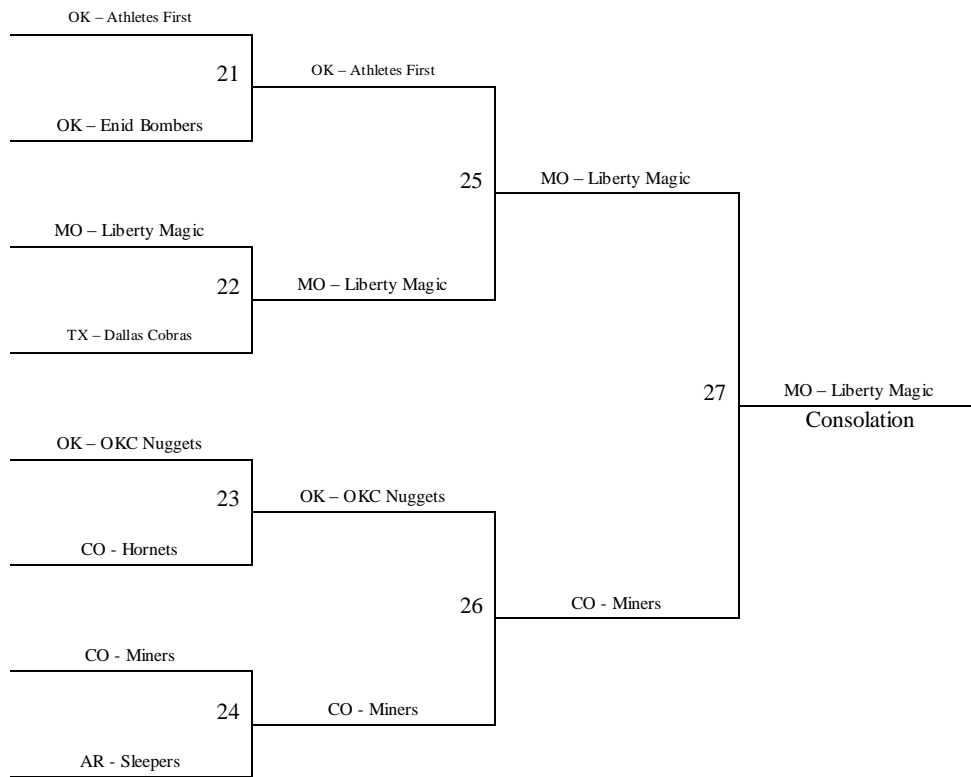 OK – Athletes First
21
OK – Athletes First
OK – Enid Bombers
25
MO – Liberty Magic
MO – Liberty Magic
22
MO – Liberty Magic
TX – Dallas Cobras
27
MO – Liberty Magic
Consolation
OK – OKC Nuggets
23
OK – OKC Nuggets
CO - Hornets
26
CO - Miners
CO - Miners
24
CO - Miners
AR - Sleepers